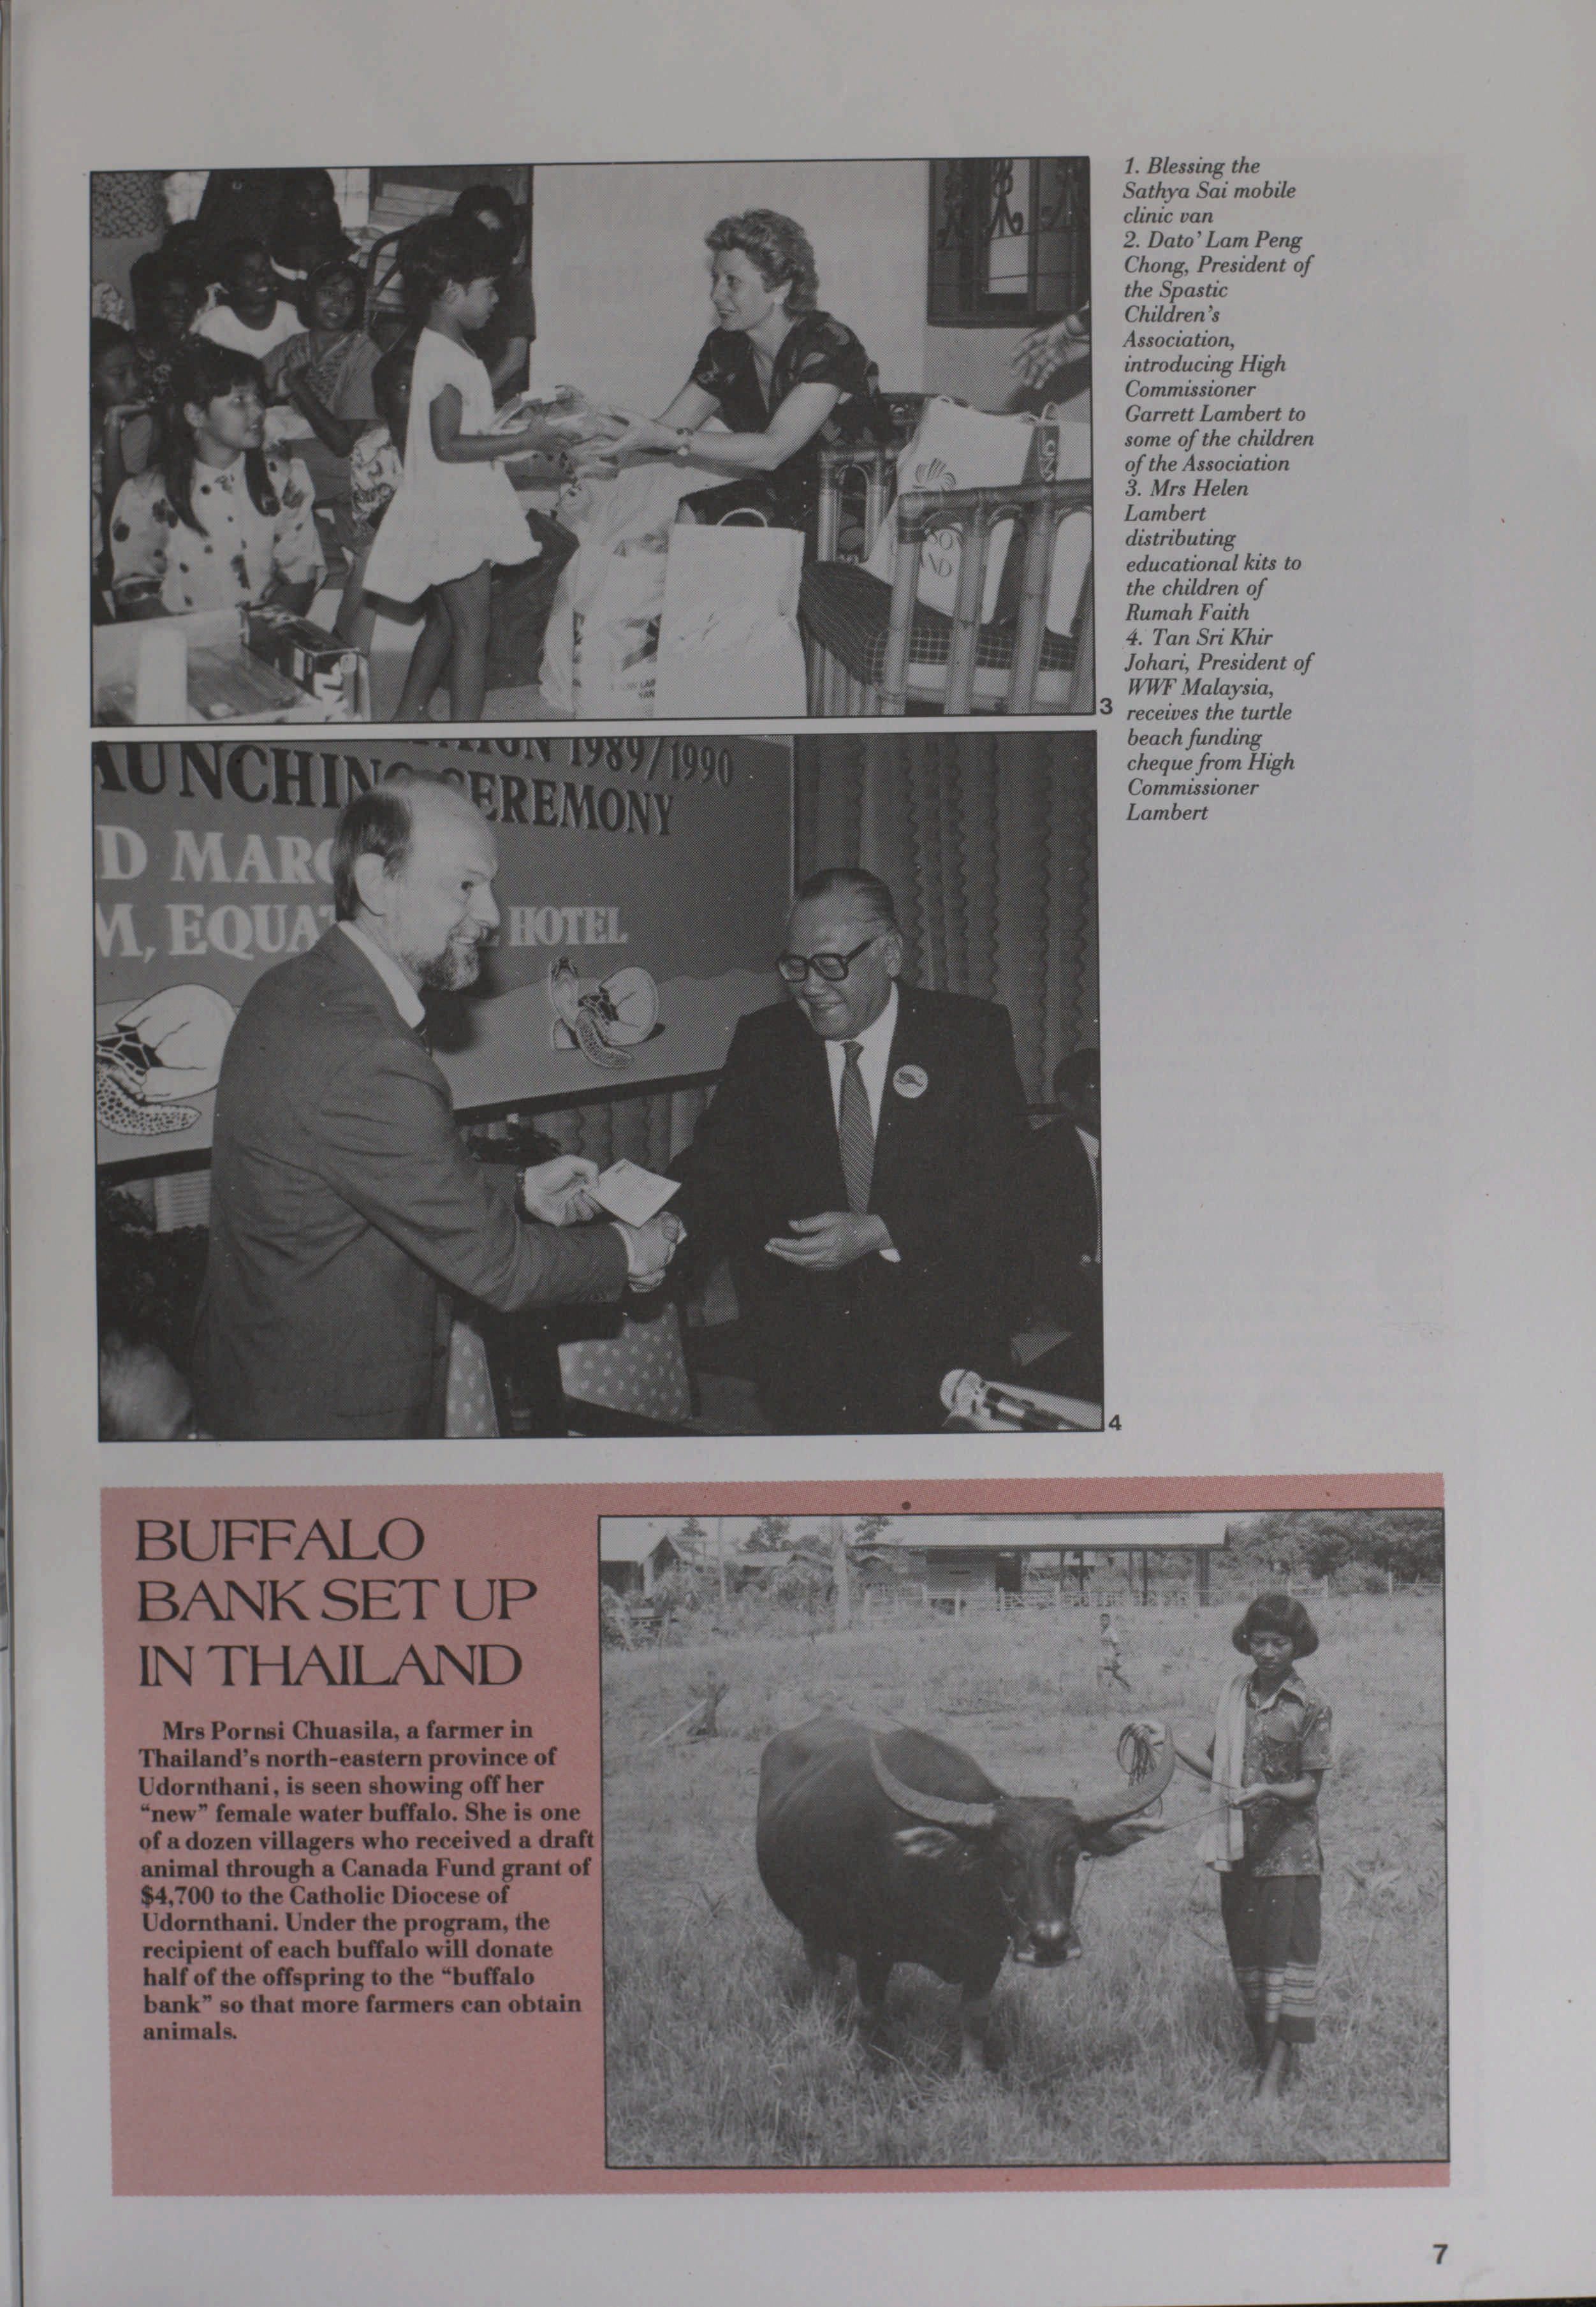 1. Blessing the
Sathya Sai mobile
clinic van
2. Dato' Lam Peng
Chong, President of
the Spastic
Children's
Association,
introducing High
Commissioner
Garrett Lambert to
some of the children
of the Association
3. Mrs Helen
Lambert
distributing
educational kits to
the children of
Rumah Faith
4. Tan Sri Khir
Johari, President of
WWF Malaysia,
receives the turtle
beach funding
cheque from High
Commissioner
Lambert
3
1989/1990
AUNCHING CEREMONY
D MARC
M, EQUAT L HOTEL
4
BUFFALO
BANK SET UP
IN THAILAND
Mrs Pornsi Chuasila, a farmer in
Thailand's north-eastern province of
Udornthani, is seen showing off her
“new” female water buffalo. She is one
of a dozen villagers who received a draft
animal through a Canada Fund grant of
$4,700 to the Catholic Diocese of
Udornthani. Under the program, the
recipient of each buffalo will donate
half of the offspring to the “buffalo
bank” so that more farmers can obtain
animals.
7